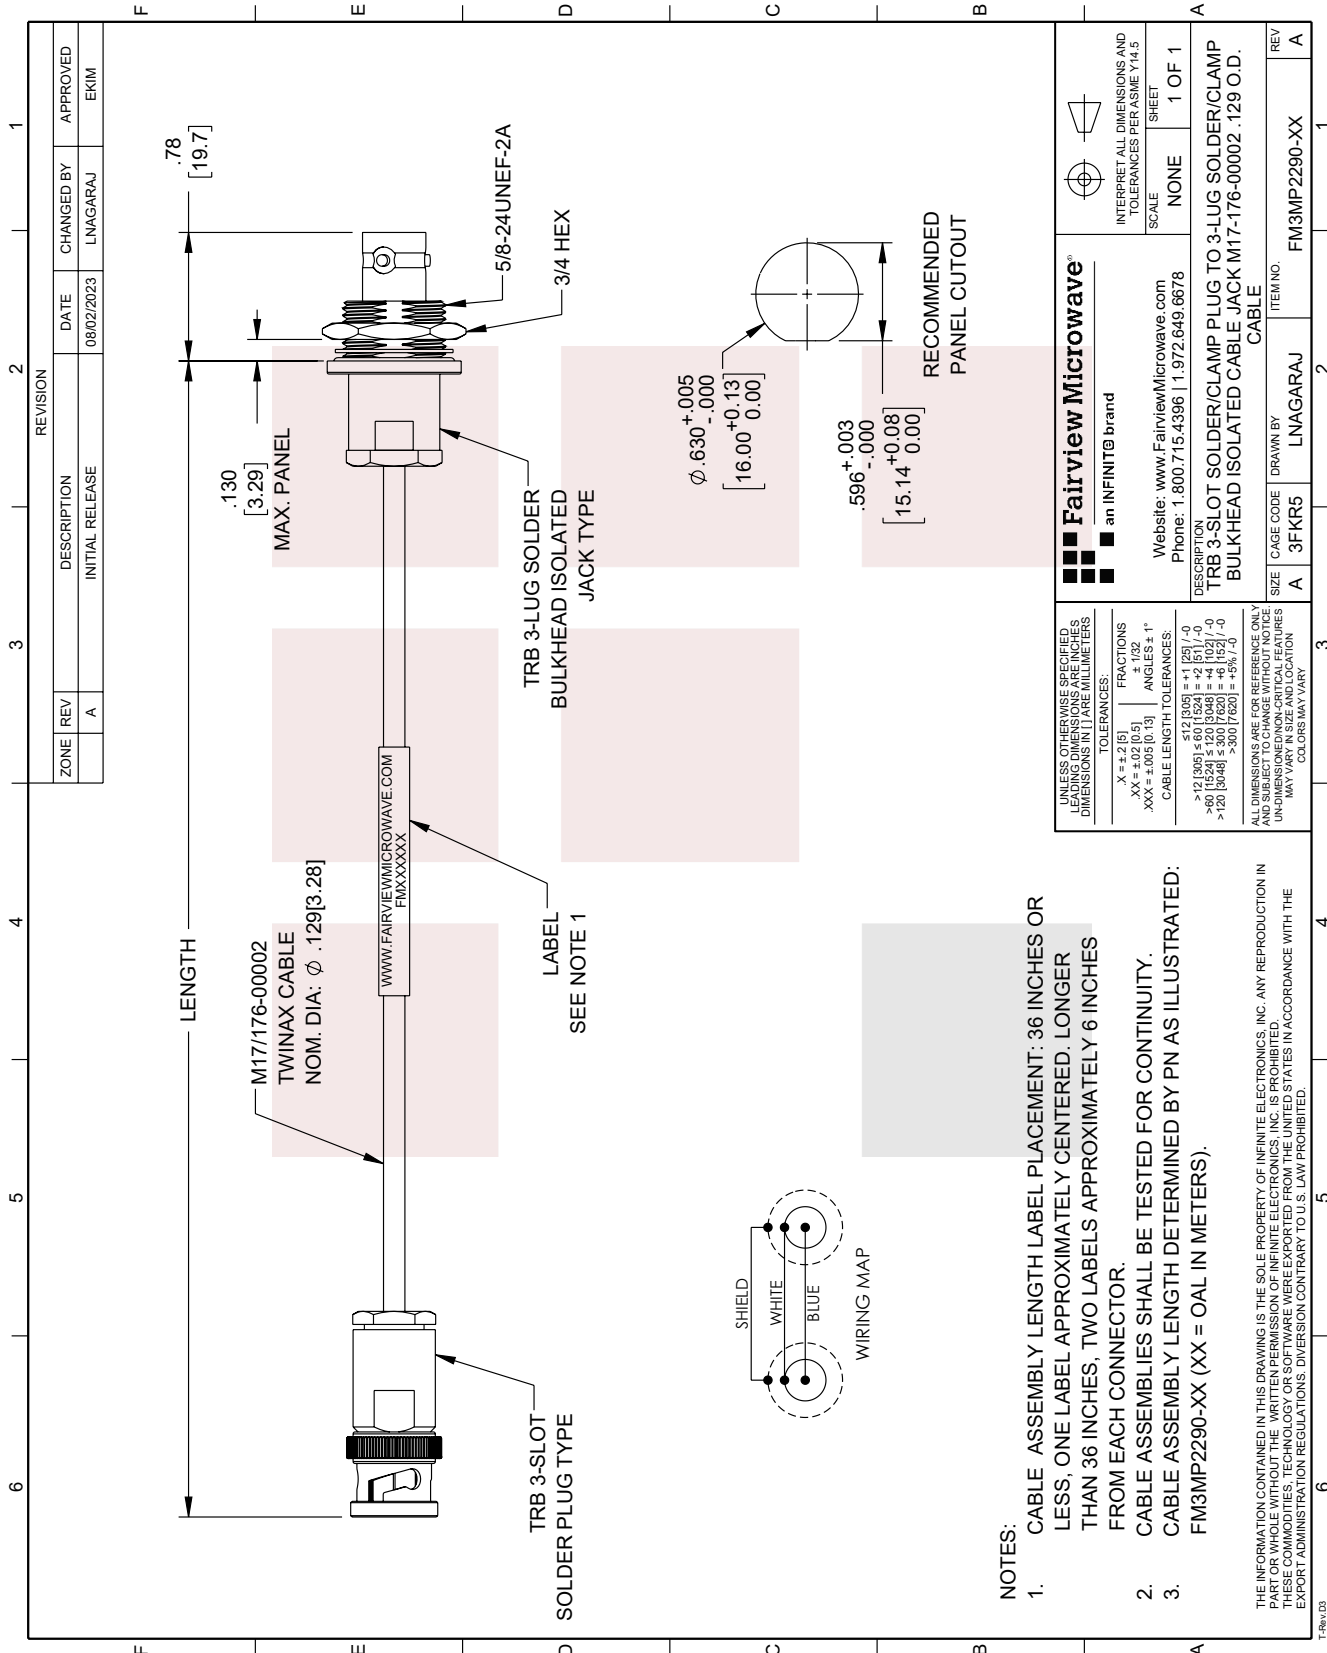 REVISION
ZONE REV DESCRIPTION DATE CHANGED BY APPROVED
A INITIAL RELEASE 08/02/2023 LNAGARAJ EKIM
6 5 4 3 2 1
F
E
D
C
B
A
LENGTH
.78
[19.7]
.130
[3.29]
MAX. PANEL
M17/176-00002
TWINAX CABLE
NOM. DIA: ∅ .129[3.28]
WWW.FAIRVIEWMICROWAVE.COM
FMXXXXXX
5/8-24UNEF-2A
3/4 HEX
TRB 3-SLOT
SOLDER PLUG TYPE
LABEL
SEE NOTE 1
TRB 3-LUG SOLDER
BULKHEAD ISOLATED
JACK TYPE
SHIELD
WHITE
BLUE
WIRING MAP
∅.630+.005
-.000
[16.00+0.13
0.00]
.596+.003
-.000
[15.14+0.08
0.00]
RECOMMENDED
PANEL CUTOUT
NOTES:
1. CABLE ASSEMBLY LENGTH LABEL PLACEMENT: 36 INCHES OR
LESS, ONE LABEL APPROXIMATELY CENTERED. LONGER
THAN 36 INCHES, TWO LABELS APPROXIMATELY 6 INCHES
FROM EACH CONNECTOR.
2. CABLE ASSEMBLIES SHALL BE TESTED FOR CONTINUITY.
3. CABLE ASSEMBLY LENGTH DETERMINED BY PN AS ILLUSTRATED:
FM3MP2290-XX (XX = OAL IN METERS).
THE INFORMATION CONTAINED IN THIS DRAWING IS THE SOLE PROPERTY OF INFINITE ELECTRONICS, INC. ANY REPRODUCTION IN
PART OR WHOLE WITHOUT THE WRITTEN PERMISSION OF INFINITE ELECTRONICS, INC. IS PROHIBITED.
THESE COMMODITIES, TECHNOLOGY OR SOFTWARE WERE EXPORTED FROM THE UNITED STATES IN ACCORDANCE WITH THE
EXPORT ADMINISTRATION REGULATIONS. DIVERSION CONTRARY TO U.S. LAW PROHIBITED.
UNLESS OTHERWISE SPECIFIED
LEADING DIMENSIONS ARE INCHES
DIMENSIONS IN [ ] ARE MILLIMETERS
TOLERANCES:
.X = ±.2 [5] FRACTIONS
.XX = ±.02 [0.5] ± 1/32
.XXX = ±.005 [0.13] ANGLES ± 1°
CABLE LENGTH TOLERANCES:
≤12 [305] = +1 [25] / -0
>12 [305] ≤ 60 [1524] = +2 [51] / -0
>60 [1524] ≤ 120 [3048] = +4 [102] / -0
>120 [3048] ≤ 300 [7620] = +6 [152] / -0
>300 [7620] = +5% / -0
ALL DIMENSIONS ARE FOR REFERENCE ONLY
AND SUBJECT TO CHANGE WITHOUT NOTICE.
UN-DIMENSIONED/NON-CRITICAL FEATURES
MAY VARY IN SIZE AND LOCATION
COLORS MAY VARY
Fairview Microwave®
an INFINIT℮ brand
Website: www.FairviewMicrowave.com
Phone: 1.800.715.4396 | 1.972.649.6678
INTERPRET ALL DIMENSIONS AND
TOLERANCES PER ASME Y14.5
SCALE NONE
SHEET 1 OF 1
DESCRIPTION
TRB 3-SLOT SOLDER/CLAMP PLUG TO 3-LUG SOLDER/CLAMP
BULKHEAD ISOLATED CABLE JACK M17-176-00002 .129 O.D.
CABLE
SIZE A
CAGE CODE 3FKR5
DRAWN BY LNAGARAJ
ITEM NO. FM3MP2290-XX
REV A
6 5 4 3 2 1
F
E
D
C
B
A
T-Rev.D3